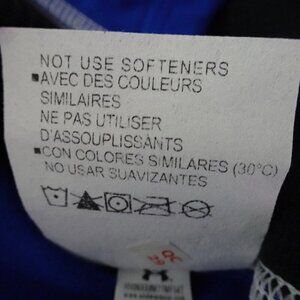 NOT USE SOFTENERS
▪AVEC DES COULEURS
SIMILAIRES
NE PAS UTILISER
D'ASSOUPLISSANTS
▪CON COLORES SIMILARES (30°C)
NO USAR SUAVIZANTES